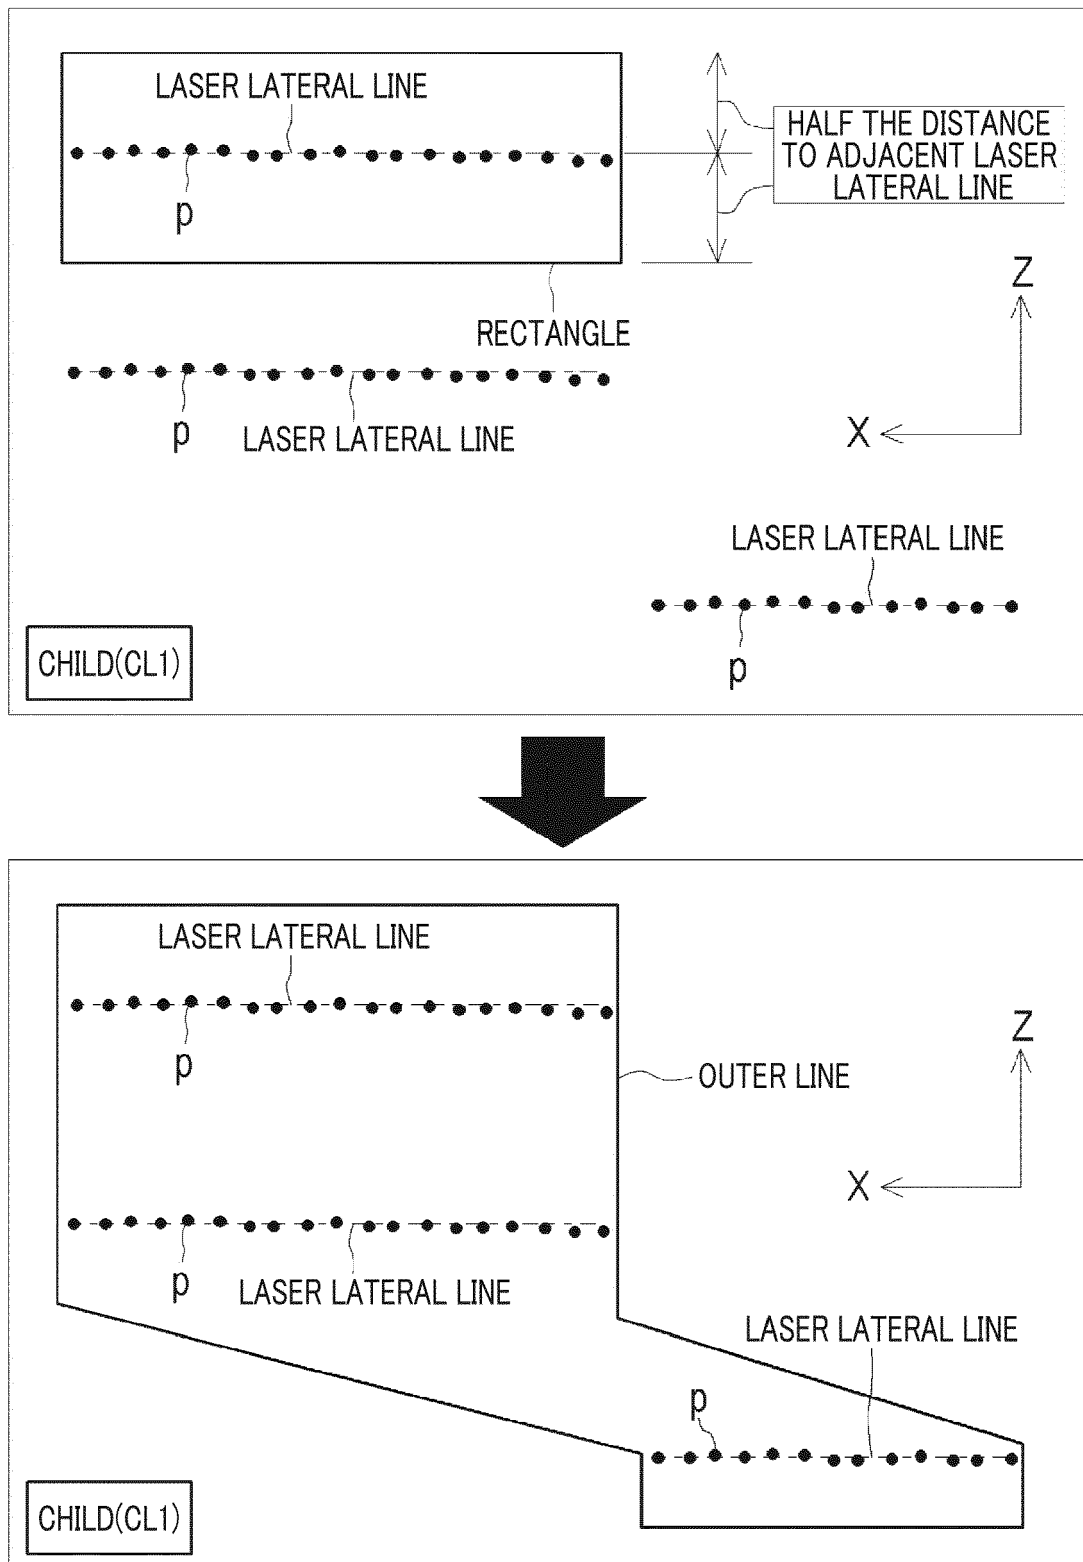 LASER LATERAL LINE
HALF THE DISTANCE
TO ADJACENT LASER
LATERAL LINE
p
Z
RECTANGLE
p
LASER LATERAL LINE
X
LASER LATERAL LINE
p
CHILD(CL1)
LASER LATERAL LINE
Z
p
OUTER LINE
X
p
LASER LATERAL LINE
LASER LATERAL LINE
p
CHILD(CL1)